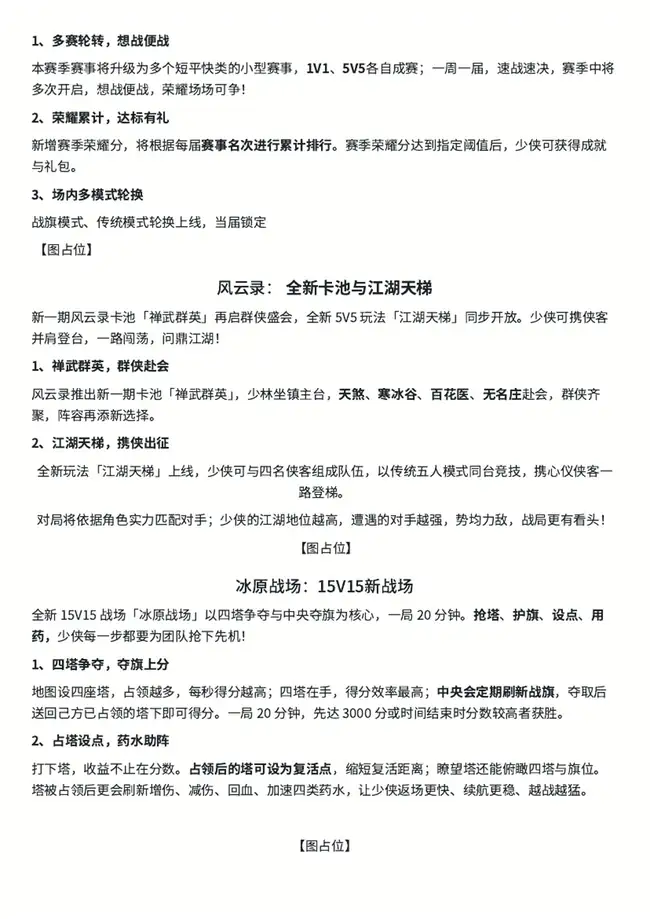 1、多赛轮转，想战便战
本赛季赛事将升级为多个短平快类的小型赛事，1V1、5V5各自成赛；一周一届，速战速决，赛季中将
多次开启，想战便战，荣耀场场可争！
2、荣耀累计，达标有礼
新增赛季荣耀分，将根据每届赛事名次进行累计排行。赛季荣耀分达到指定阈值后，少侠可获得成就
与礼包。
3、场内多模式轮换
战旗模式、传统模式轮换上线，当届锁定
【图占位】
风云录： 全新卡池与江湖天梯
新一期风云录卡池「禅武群英」再启群侠盛会，全新 5V5 玩法「江湖天梯」同步开放。少侠可携侠客
并肩登台，一路闯荡，问鼎江湖！
1、禅武群英，群侠赴会
风云录推出新一期卡池「禅武群英」，少林坐镇主台，天煞、寒冰谷、百花医、无名庄赴会，群侠齐
聚，阵容再添新选择。
2、江湖天梯，携侠出征
全新玩法「江湖天梯」上线，少侠可与四名侠客组成队伍，以传统五人模式同台竞技，携心仪侠客一
路登梯。
对局将依据角色实力匹配对手；少侠的江湖地位越高，遭遇的对手越强，势均力敌，战局更有看头！
【图占位】
冰原战场：15V15新战场
全新 15V15 战场「冰原战场」以四塔争夺与中央夺旗为核心，一局 20 分钟。抢塔、护旗、设点、用
药，少侠每一步都要为团队抢下先机！
1、四塔争夺，夺旗上分
地图设四座塔，占领越多，每秒得分越高；四塔在手，得分效率最高；中央会定期刷新战旗，夺取后
送回己方已占领的塔下即可得分。一局 20 分钟，先达 3000 分或时间结束时分数较高者获胜。
2、占塔设点，药水助阵
打下塔，收益不止在分数。占领后的塔可设为复活点，缩短复活距离；瞭望塔还能俯瞰四塔与旗位。
塔被占领后更会刷新增伤、减伤、回血、加速四类药水，让少侠返场更快、续航更稳、越战越猛。
【图占位】